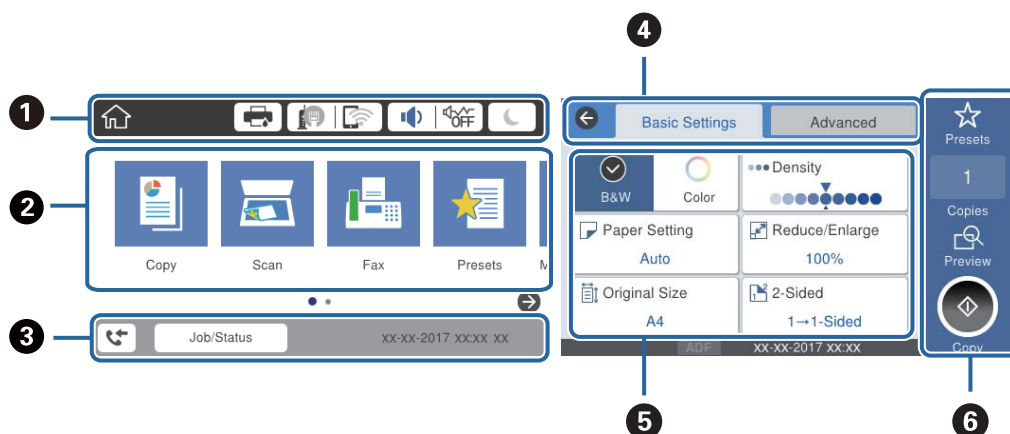 4
1
OFF
Basic Settings
Advanced
Presets
1
Copies
Preview
Copy
2
Copy
Scan
Fax
Presets
B&W
Color
Density
Paper Setting
Auto
Reduce/Enlarge
100%
Original Size
A4
2-Sided
1→1-Sided
3
Job/Status
xx-xx-2017 xx:xx xx
ADF
xx-xx-2017 xx:xx
5
6